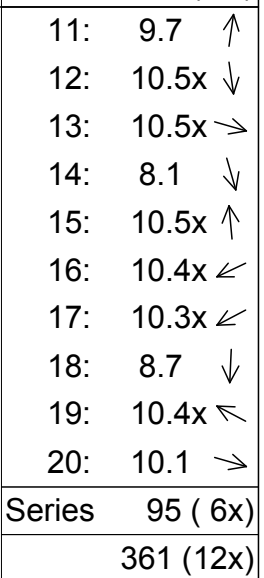 11: 9.7 ↑
12: 10.5x ↓
13: 10.5x →
14: 8.1 ↓
15: 10.5x ↑
16: 10.4x ↙
17: 10.3x ↙
18: 8.7 ↓
19: 10.4x ↖
20: 10.1 →
Series 95 ( 6x)
361 (12x)